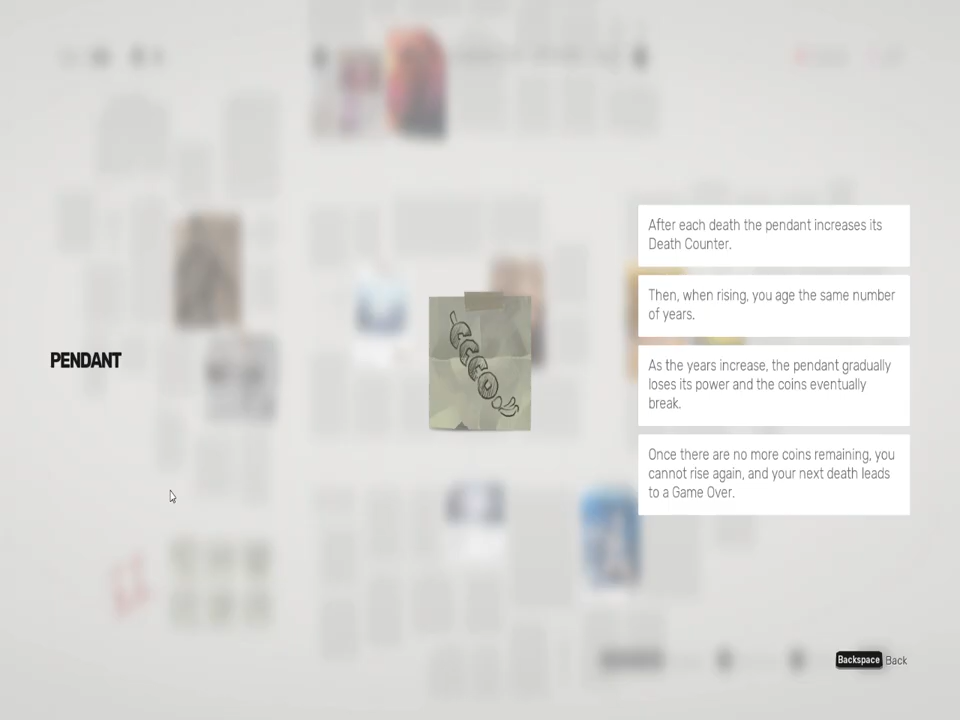 PENDANT
After each death the pendant increases its
Death Counter.
Then, when rising, you age the same number
of years.
As the years increase, the pendant gradually
loses its power and the coins eventually
break.
Once there are no more coins remaining, you
cannot rise again, and your next death leads
to a Game Over.
Backspace Back